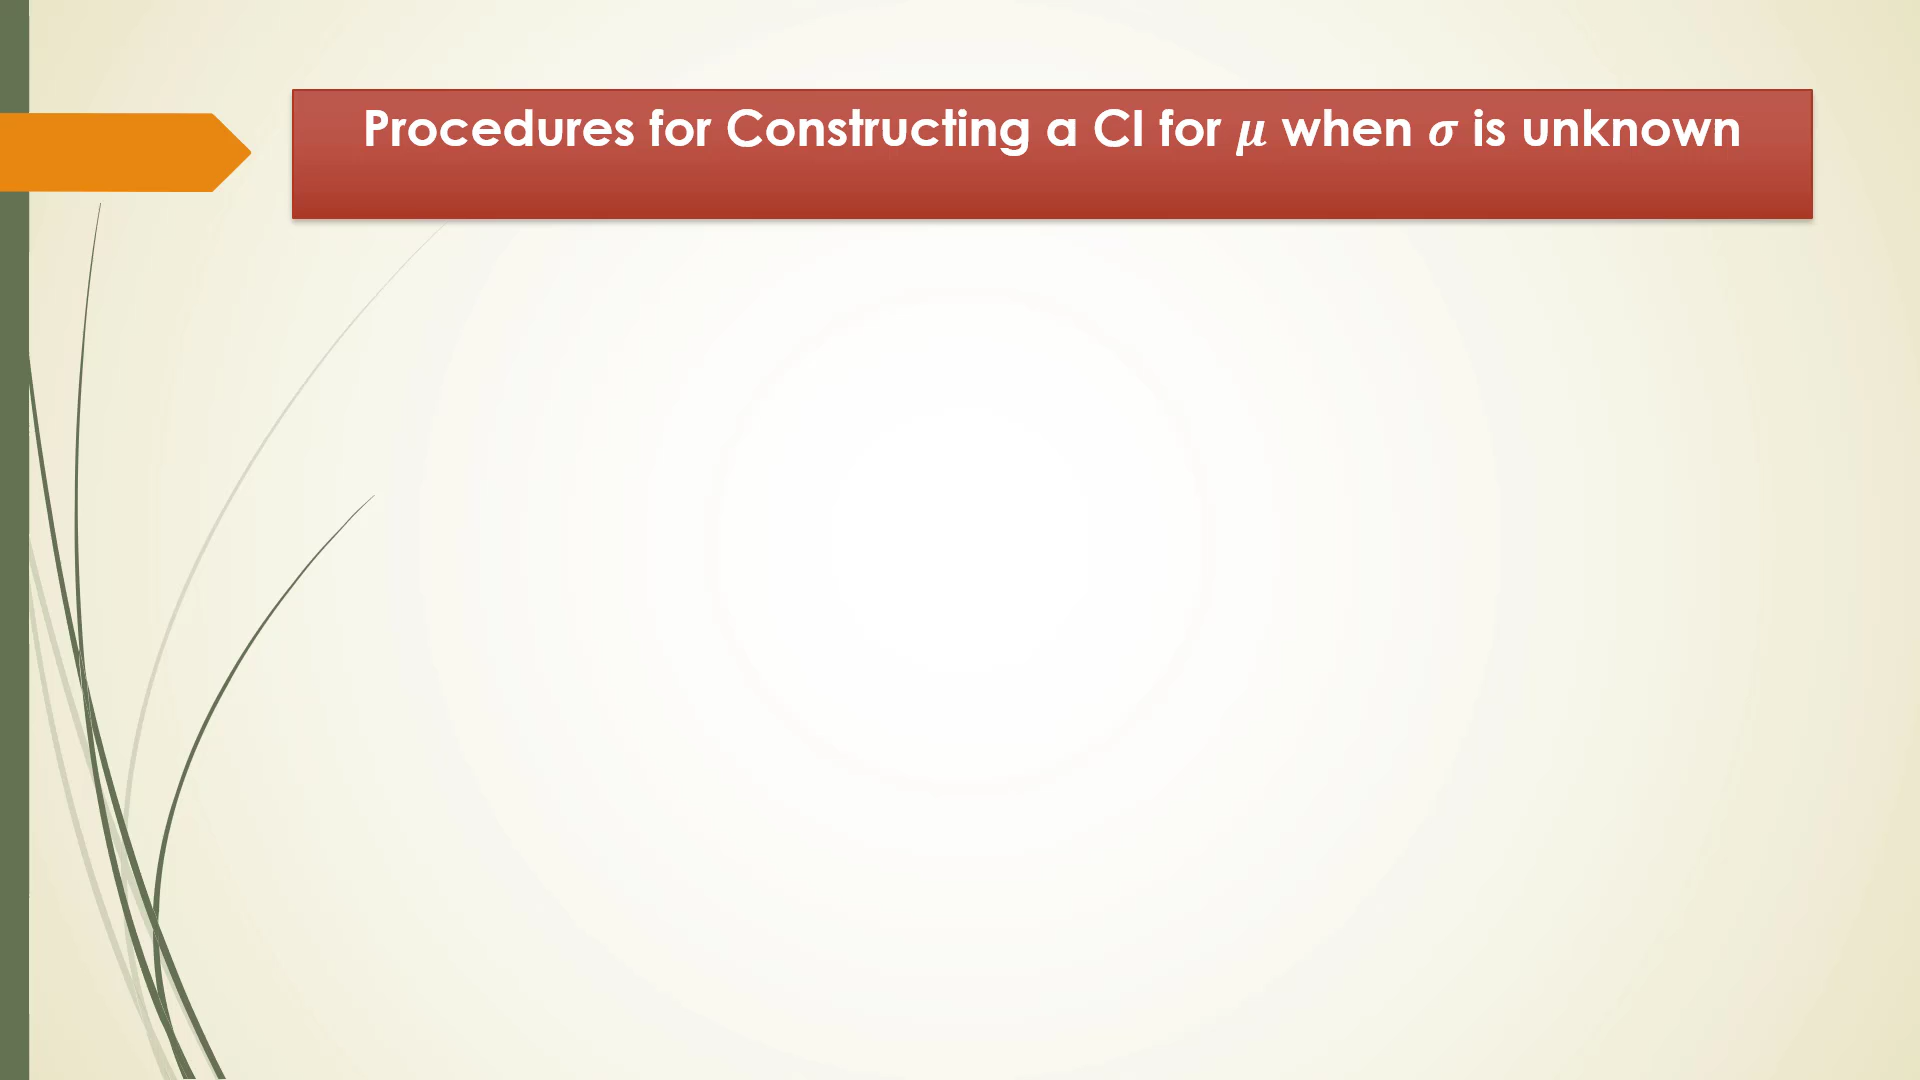 Procedures for Constructing a CI for μ when σ is unknown